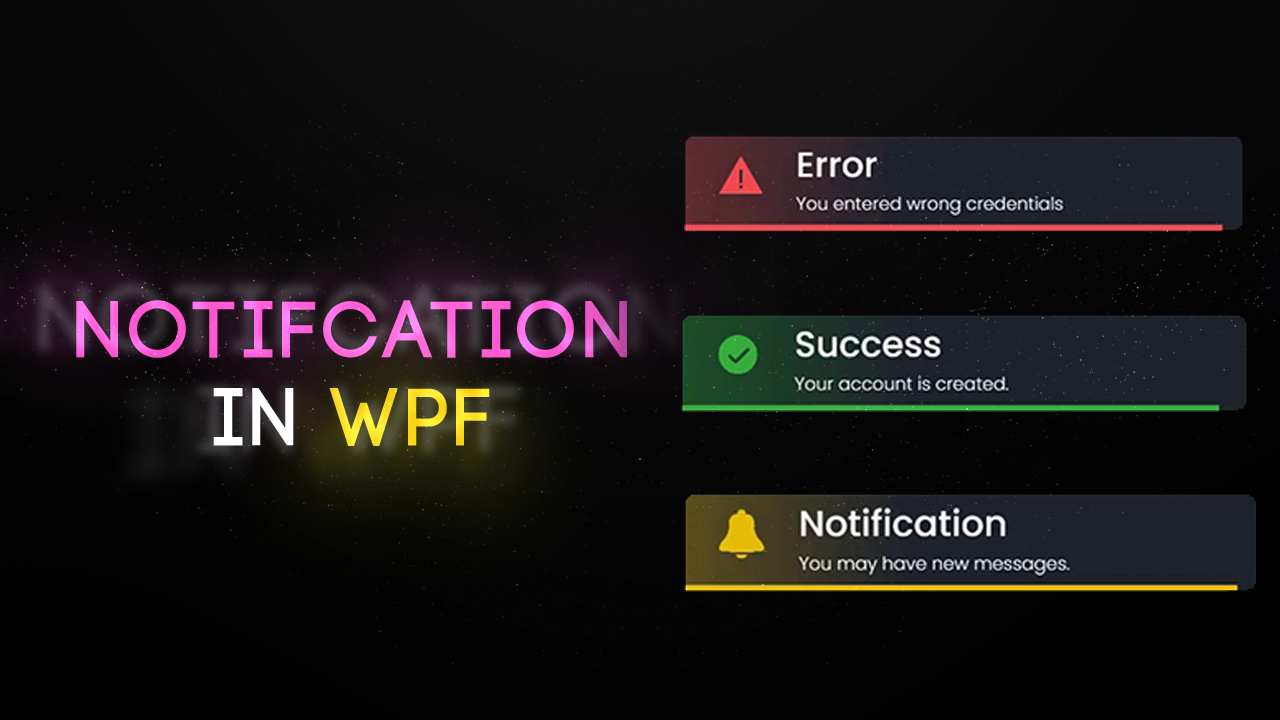 NOTIFCATION
IN WPF
Error
You entered wrong credentials
Success
Your account is created.
Notification
You may have new messages.